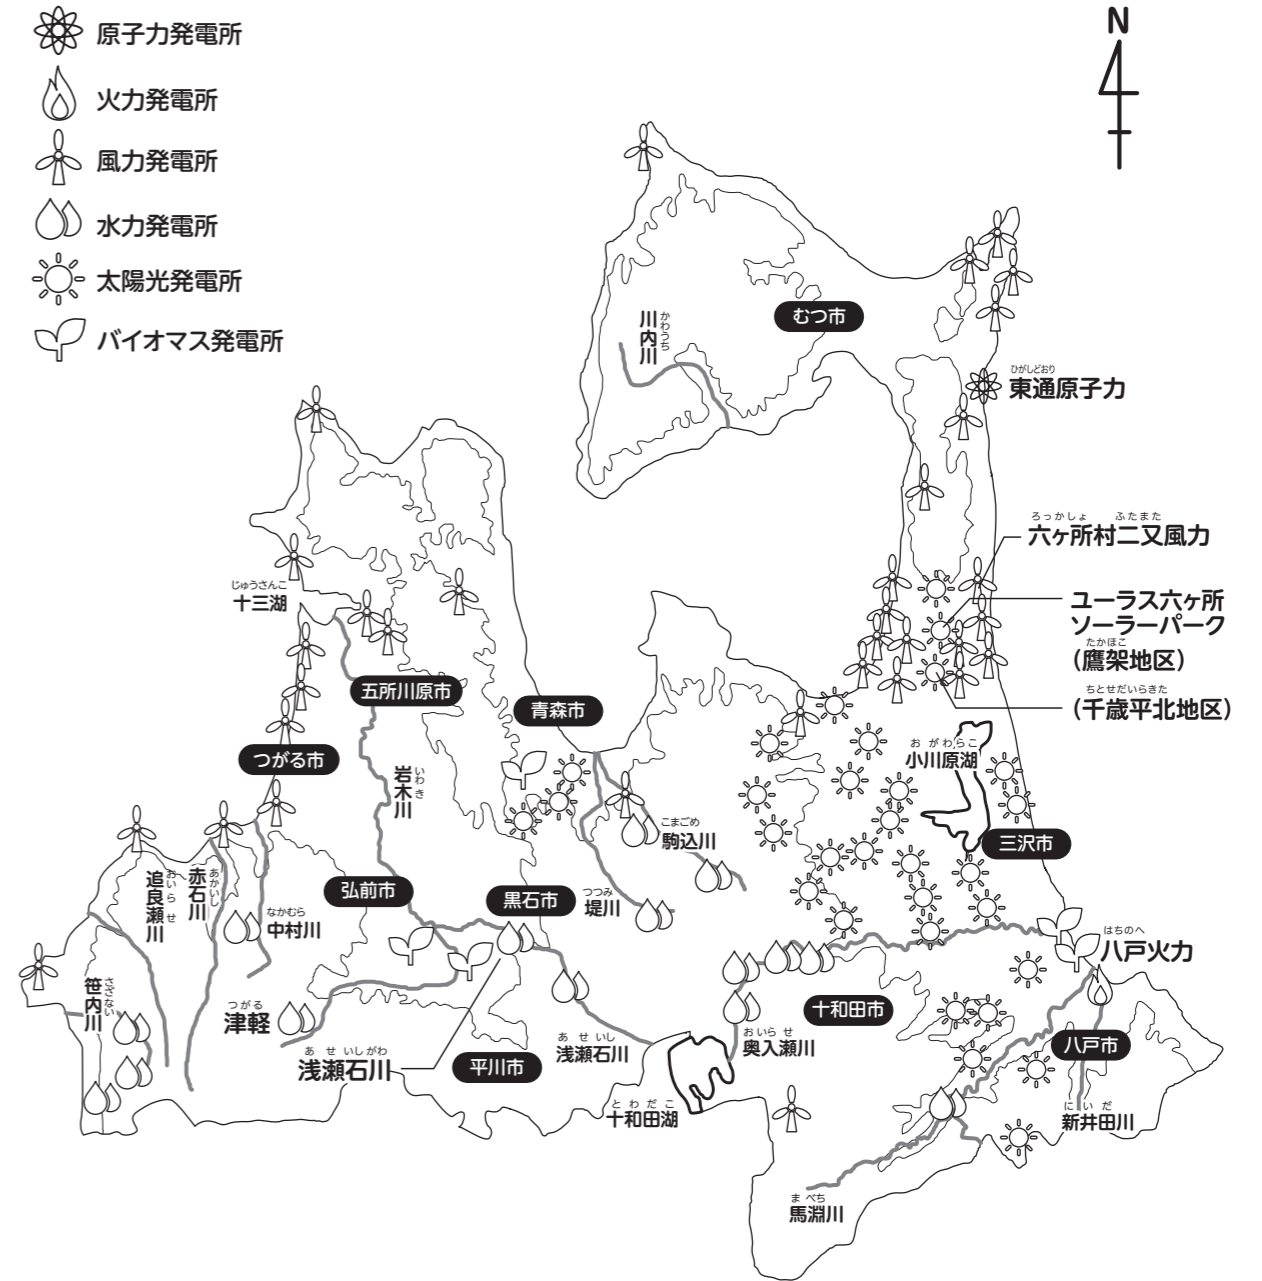 原子力発電所
火力発電所
風力発電所
水力発電所
太陽光発電所
バイオマス発電所
N
むつ市
かわうち
川内川
ひがしどおり
東通原子力
ろっかしょ ふたまた
六ヶ所村二又風力
ユーラス六ヶ所
ソーラーパーク
たかほこ
(鷹架地区)
ちとせだいらきた
(千歳平北地区)
じゅうさんこ
十三湖
五所川原市
青森市
つがる市
いわき
岩木川
おがわらこ
小川原湖
こまごめ
駒込川
三沢市
おいらせ
追良瀬川
あかいし
赤石川
なかむら
中村川
弘前市
黒石市
つつみ
堤川
はちのへ
八戸火力
ささない
笹内川
つがる
津軽
あせいしがわ
浅瀬石川
平川市
あせいし
浅瀬石川
十和田市
おいらせ
奥入瀬川
八戸市
とわだこ
十和田湖
にいだ
新井田川
まべち
馬淵川